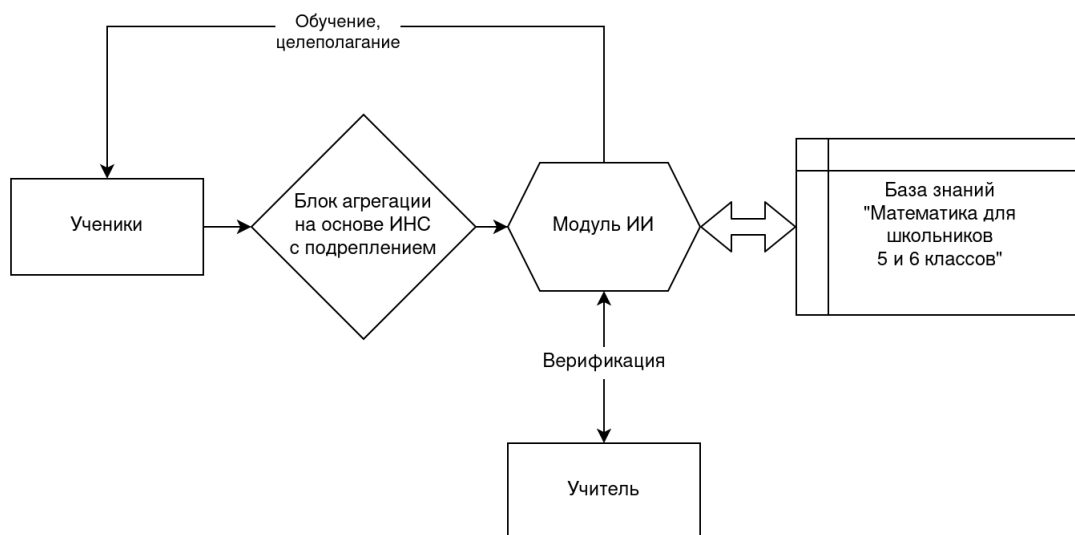 Обучение,
целеполагание
Ученики
Блок агрегации
на основе ИНС
с подреплением
Модуль ИИ
База знаний
"Математика для
школьников
5 и 6 классов"
Верификация
Учитель